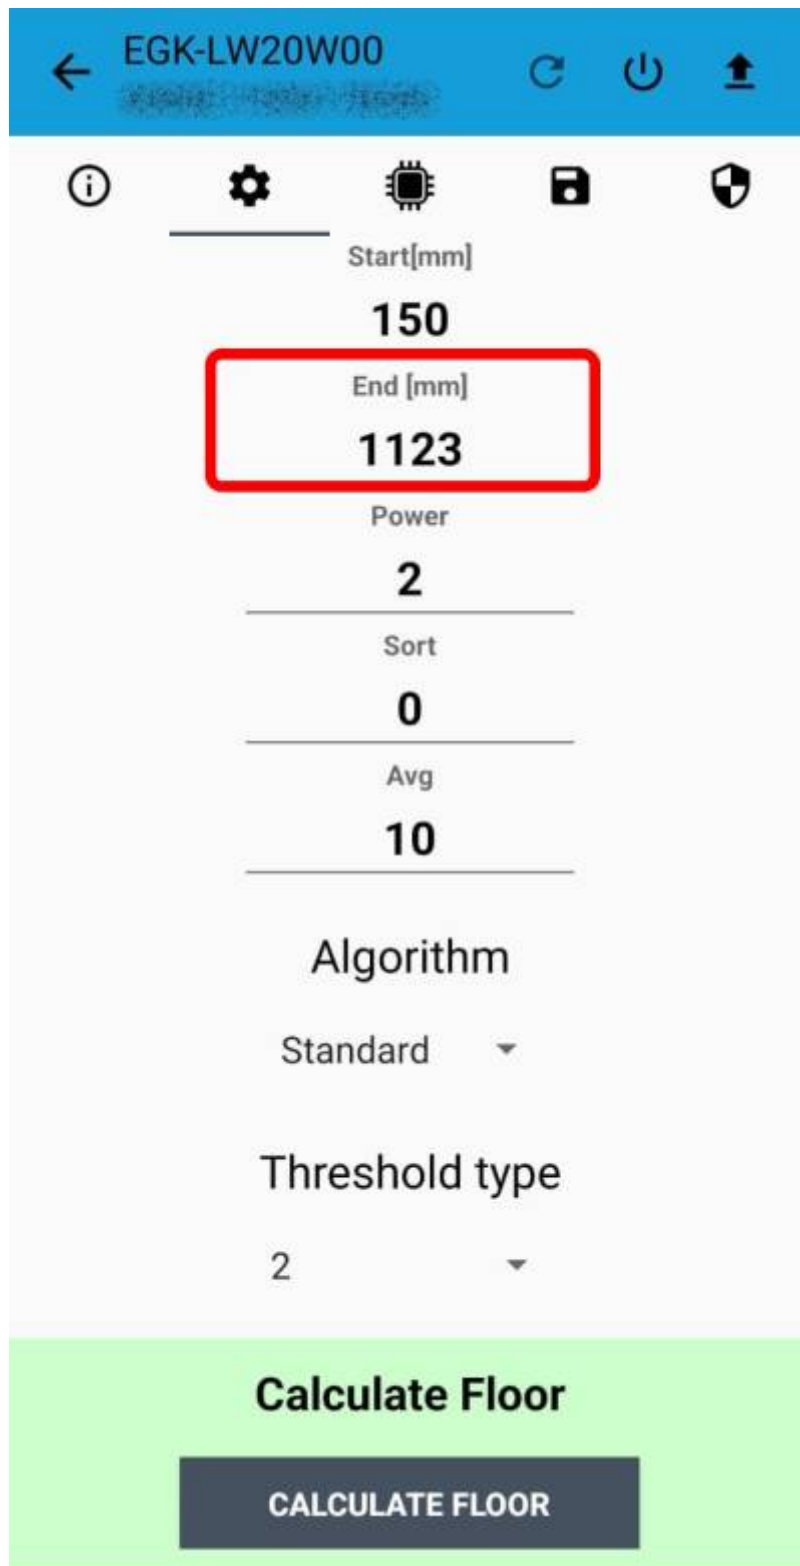 EGK-LW20W00
Start[mm]
150
End [mm]
1123
Power
2
Sort
0
Avg
10
Algorithm
Standard
Threshold type
2
Calculate Floor
CALCULATE FLOOR